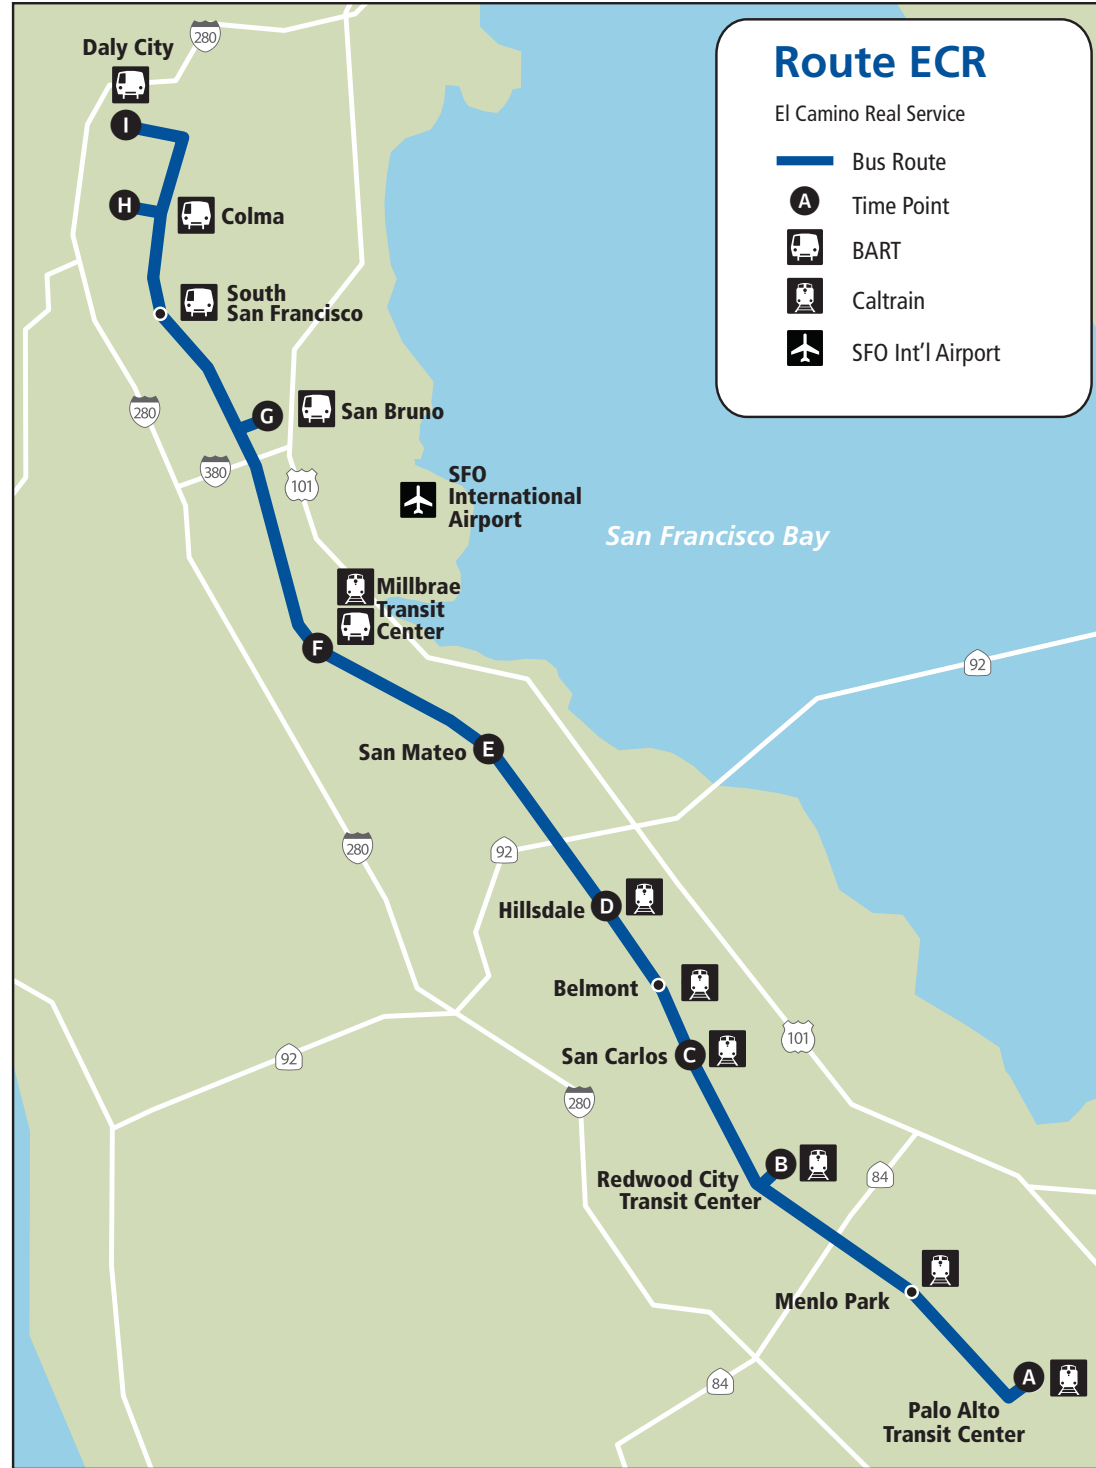 Route ECR
El Camino Real Service
Bus Route
A
Time Point
BART
Caltrain
SFO Int'l Airport
280
Daly City
I
H
Colma
South
San Francisco
280
G
San Bruno
380
101
SFO
International
Airport
San Francisco Bay
Millbrae
Transit
Center
F
92
San Mateo
E
280
92
Hillsdale
D
Belmont
101
San Carlos
C
92
280
B
Redwood City
Transit Center
84
Menlo Park
84
A
Palo Alto
Transit Center